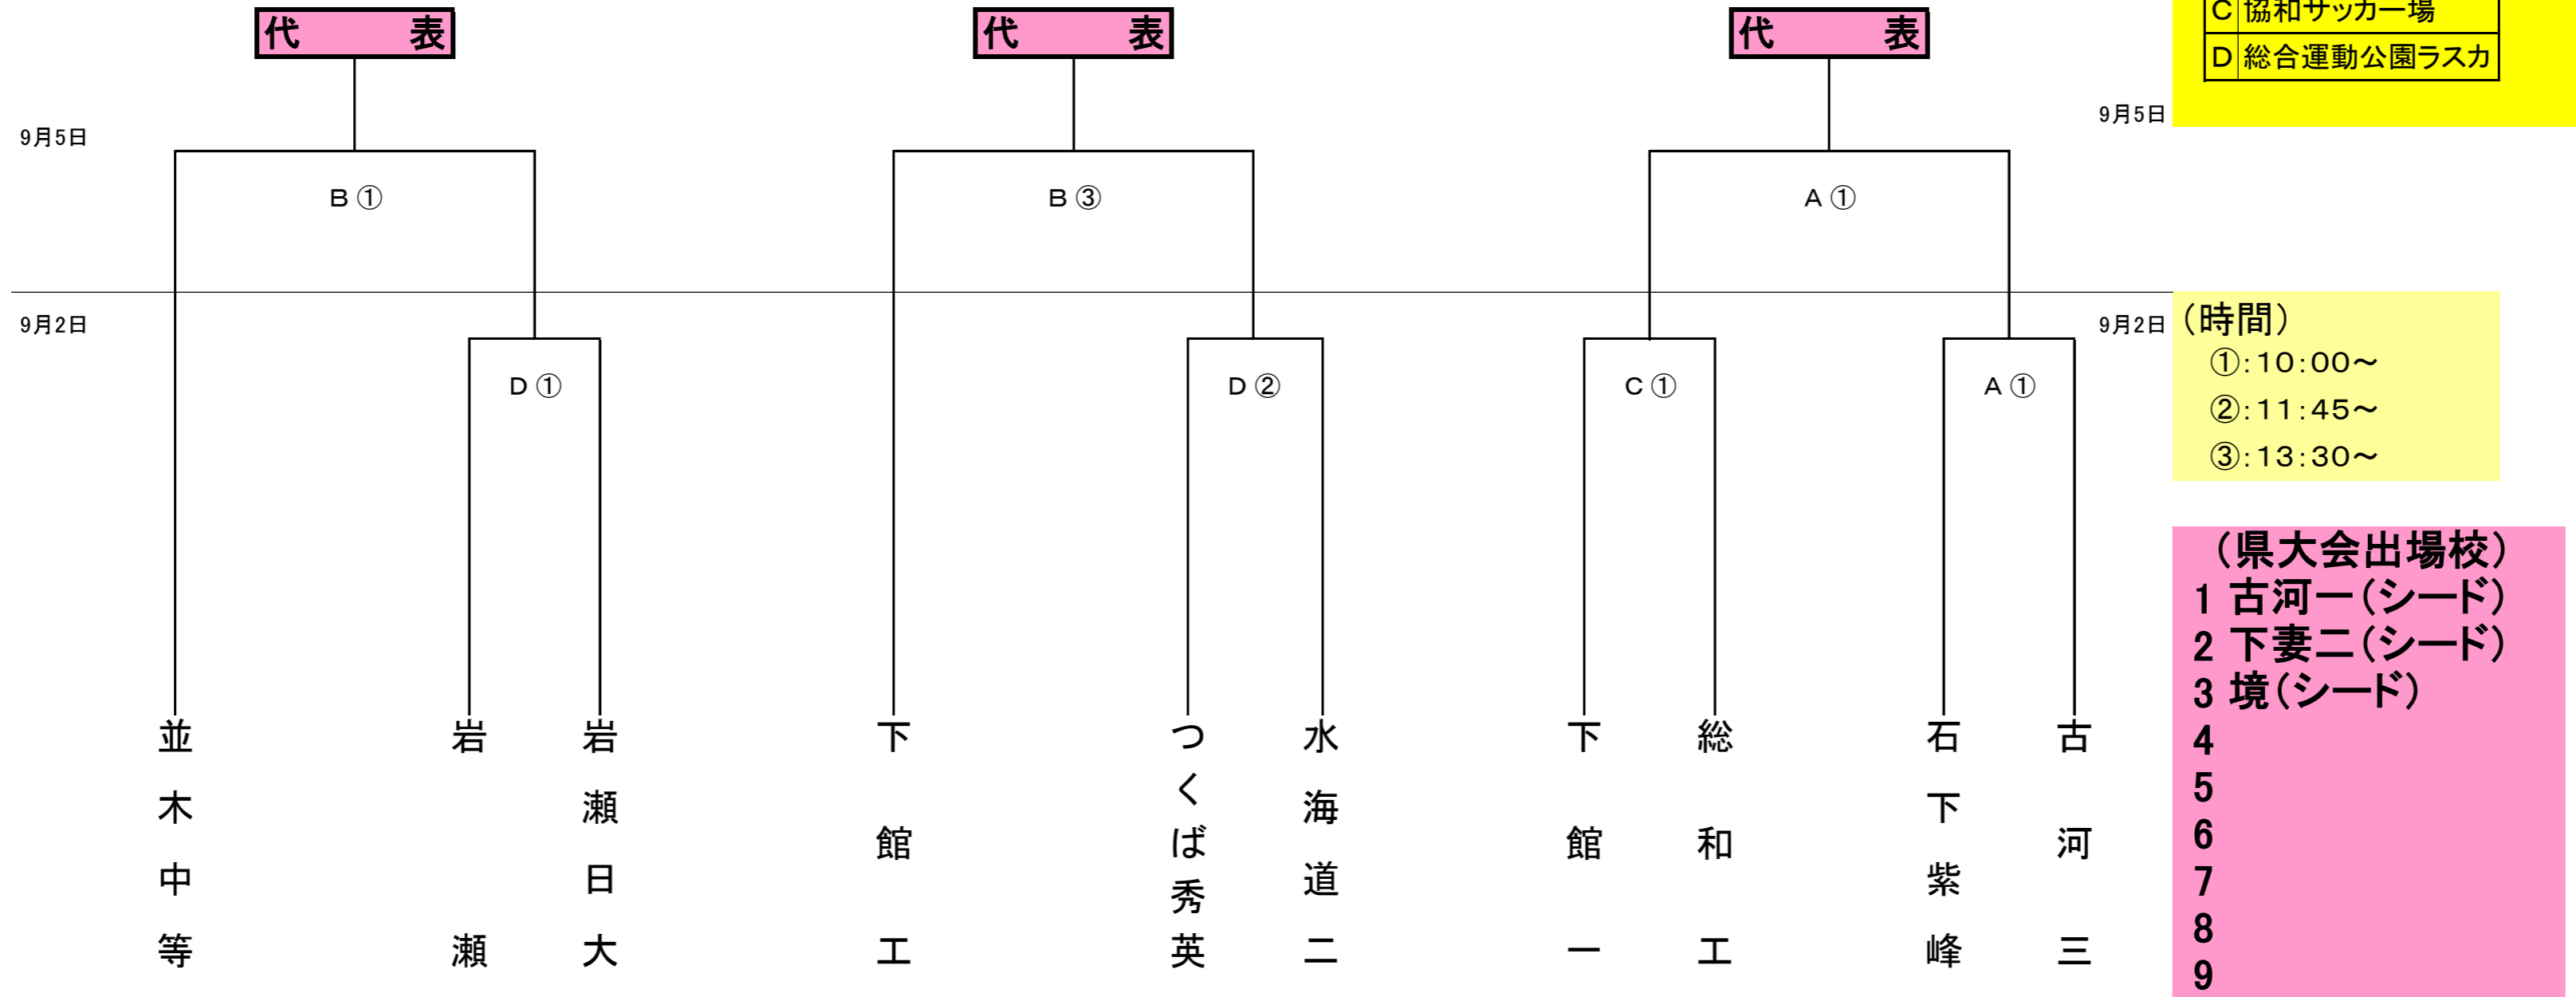 代 表
代 表
代 表
C 協和サッカー場
D 総合運動公園ラスカ
9月5日
9月5日
B ①
B ③
A ①
9月2日
9月2日
D ①
D ②
C ①
A ①
(時間)
①:10:00~
②:11:45~
③:13:30~
(県大会出場校)
1 古河一(シード)
2 下妻二(シード)
3 境(シード)
4
5
6
7
8
9
並木中等
岩瀬
岩瀬日大
下館工
つくば秀英
水海道二
下館一
総和工
石下紫峰
古河三